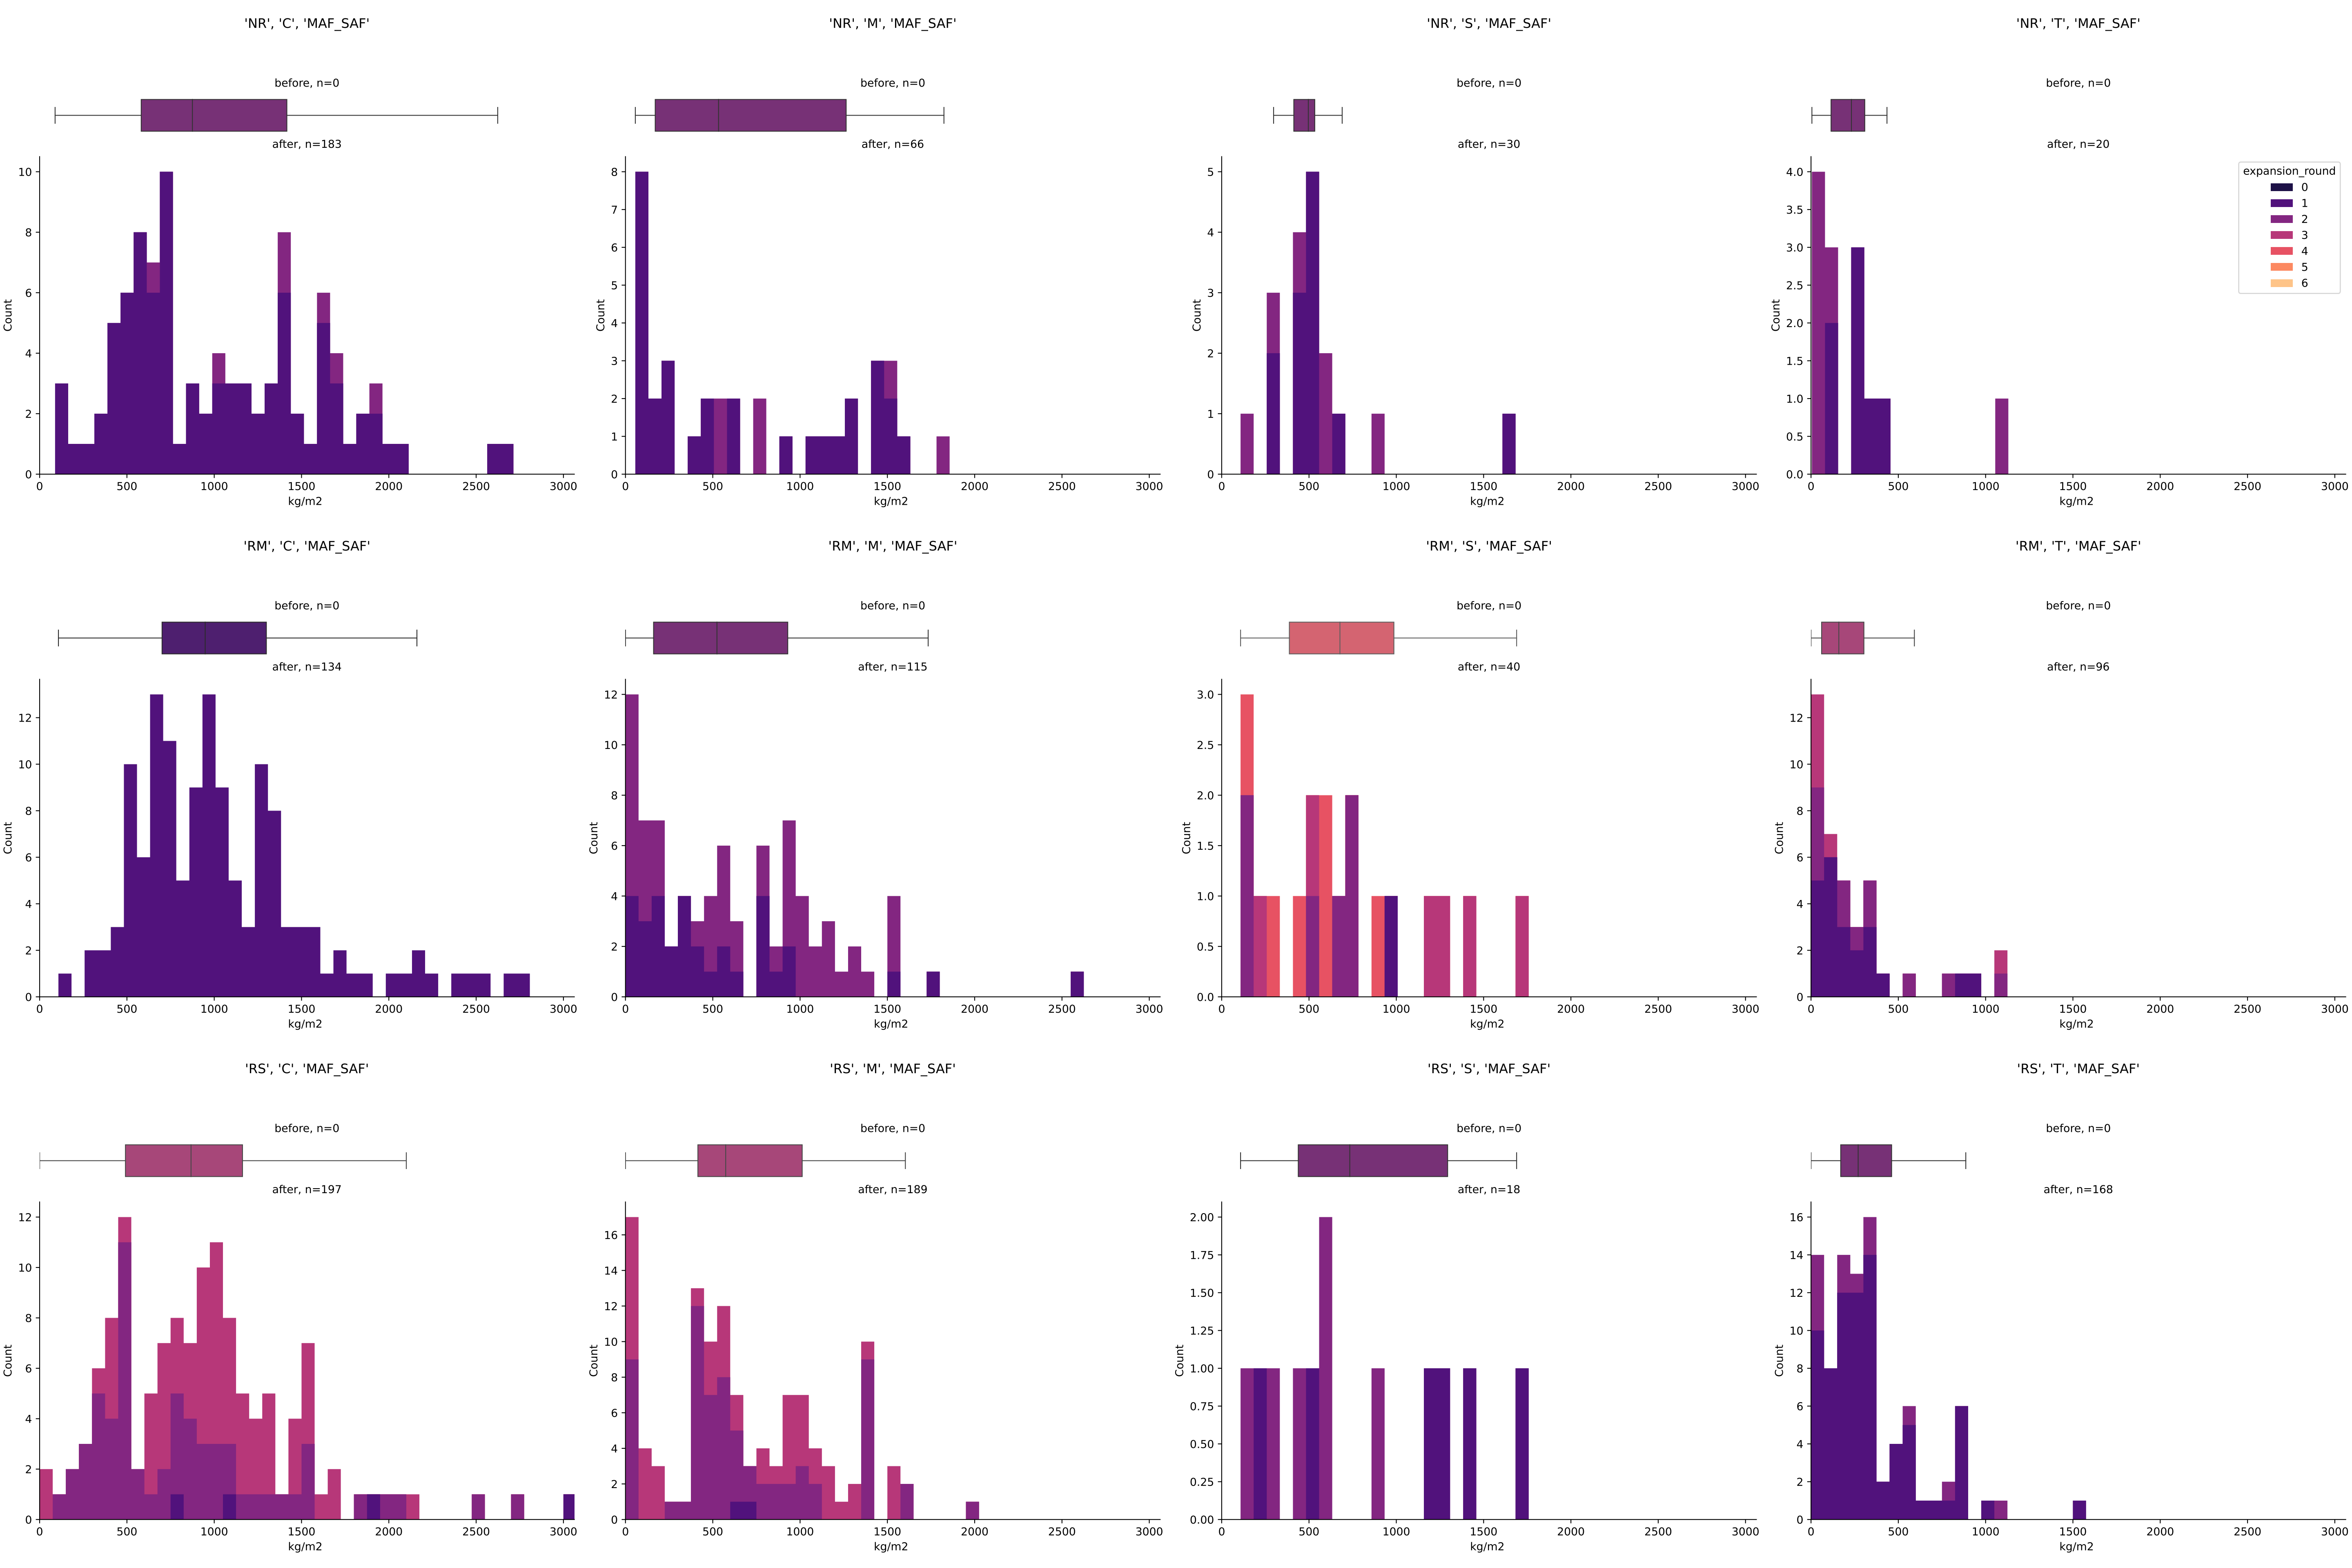 'NR', 'C', 'MAF_SAF'
before, n=0
after, n=183
Count
10
8
6
4
2
0
0 500 1000 1500 2000 2500 3000
kg/m2
'NR', 'M', 'MAF_SAF'
before, n=0
after, n=66
Count
8
7
6
5
4
3
2
1
0
0 500 1000 1500 2000 2500 3000
kg/m2
'NR', 'S', 'MAF_SAF'
before, n=0
after, n=30
Count
5
4
3
2
1
0
0 500 1000 1500 2000 2500 3000
kg/m2
'NR', 'T', 'MAF_SAF'
before, n=0
after, n=20
Count
4.0
3.5
3.0
2.5
2.0
1.5
1.0
0.5
0.0
0 500 1000 1500 2000 2500 3000
kg/m2
expansion_round
0
1
2
3
4
5
6
'RM', 'C', 'MAF_SAF'
before, n=0
after, n=134
Count
12
10
8
6
4
2
0
0 500 1000 1500 2000 2500 3000
kg/m2
'RM', 'M', 'MAF_SAF'
before, n=0
after, n=115
Count
12
10
8
6
4
2
0
0 500 1000 1500 2000 2500 3000
kg/m2
'RM', 'S', 'MAF_SAF'
before, n=0
after, n=40
Count
3.0
2.5
2.0
1.5
1.0
0.5
0.0
0 500 1000 1500 2000 2500 3000
kg/m2
'RM', 'T', 'MAF_SAF'
before, n=0
after, n=96
Count
12
10
8
6
4
2
0
0 500 1000 1500 2000 2500 3000
kg/m2
'RS', 'C', 'MAF_SAF'
before, n=0
after, n=197
Count
12
10
8
6
4
2
0
0 500 1000 1500 2000 2500 3000
kg/m2
'RS', 'M', 'MAF_SAF'
before, n=0
after, n=189
Count
16
14
12
10
8
6
4
2
0
0 500 1000 1500 2000 2500 3000
kg/m2
'RS', 'S', 'MAF_SAF'
before, n=0
after, n=18
Count
2.00
1.75
1.50
1.25
1.00
0.75
0.50
0.25
0.00
0 500 1000 1500 2000 2500 3000
kg/m2
'RS', 'T', 'MAF_SAF'
before, n=0
after, n=168
Count
16
14
12
10
8
6
4
2
0
0 500 1000 1500 2000 2500 3000
kg/m2